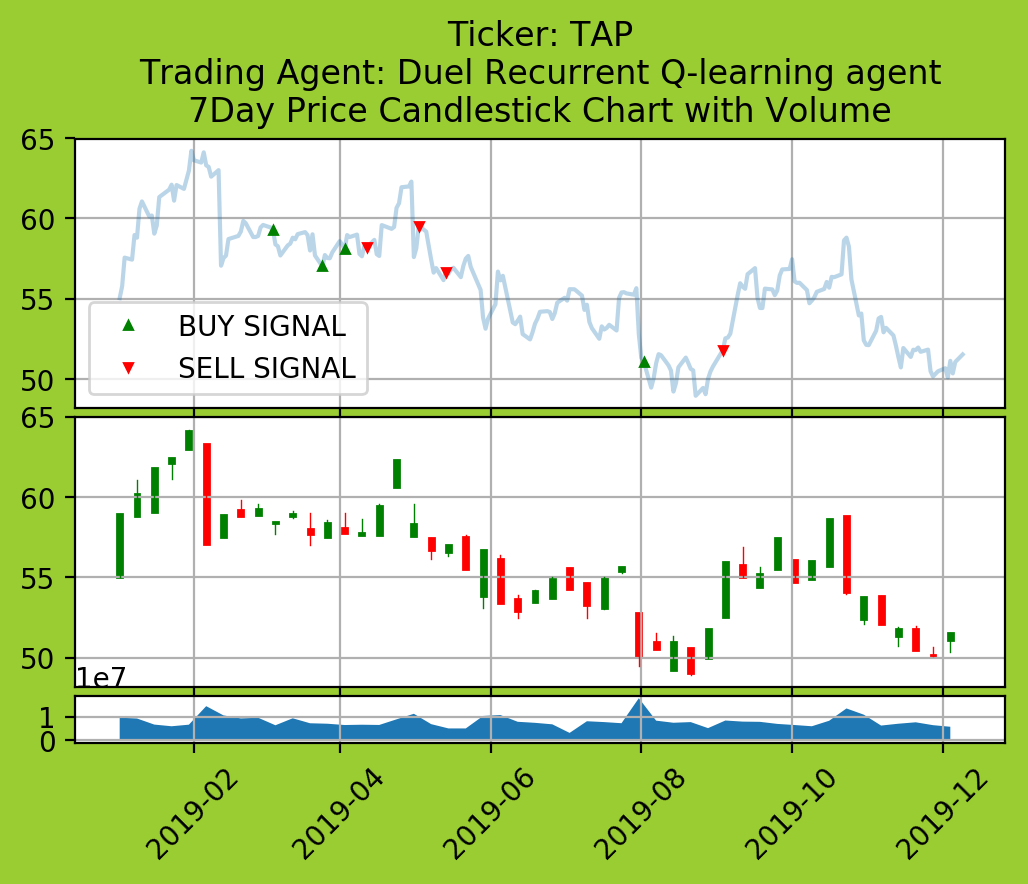 Ticker: TAP
Trading Agent: Duel Recurrent Q-learning agent
7Day Price Candlestick Chart with Volume
65
60
55
50
BUY SIGNAL
SELL SIGNAL
65
60
55
50
1e7
1
0
2019-02
2019-04
2019-06
2019-08
2019-10
2019-12